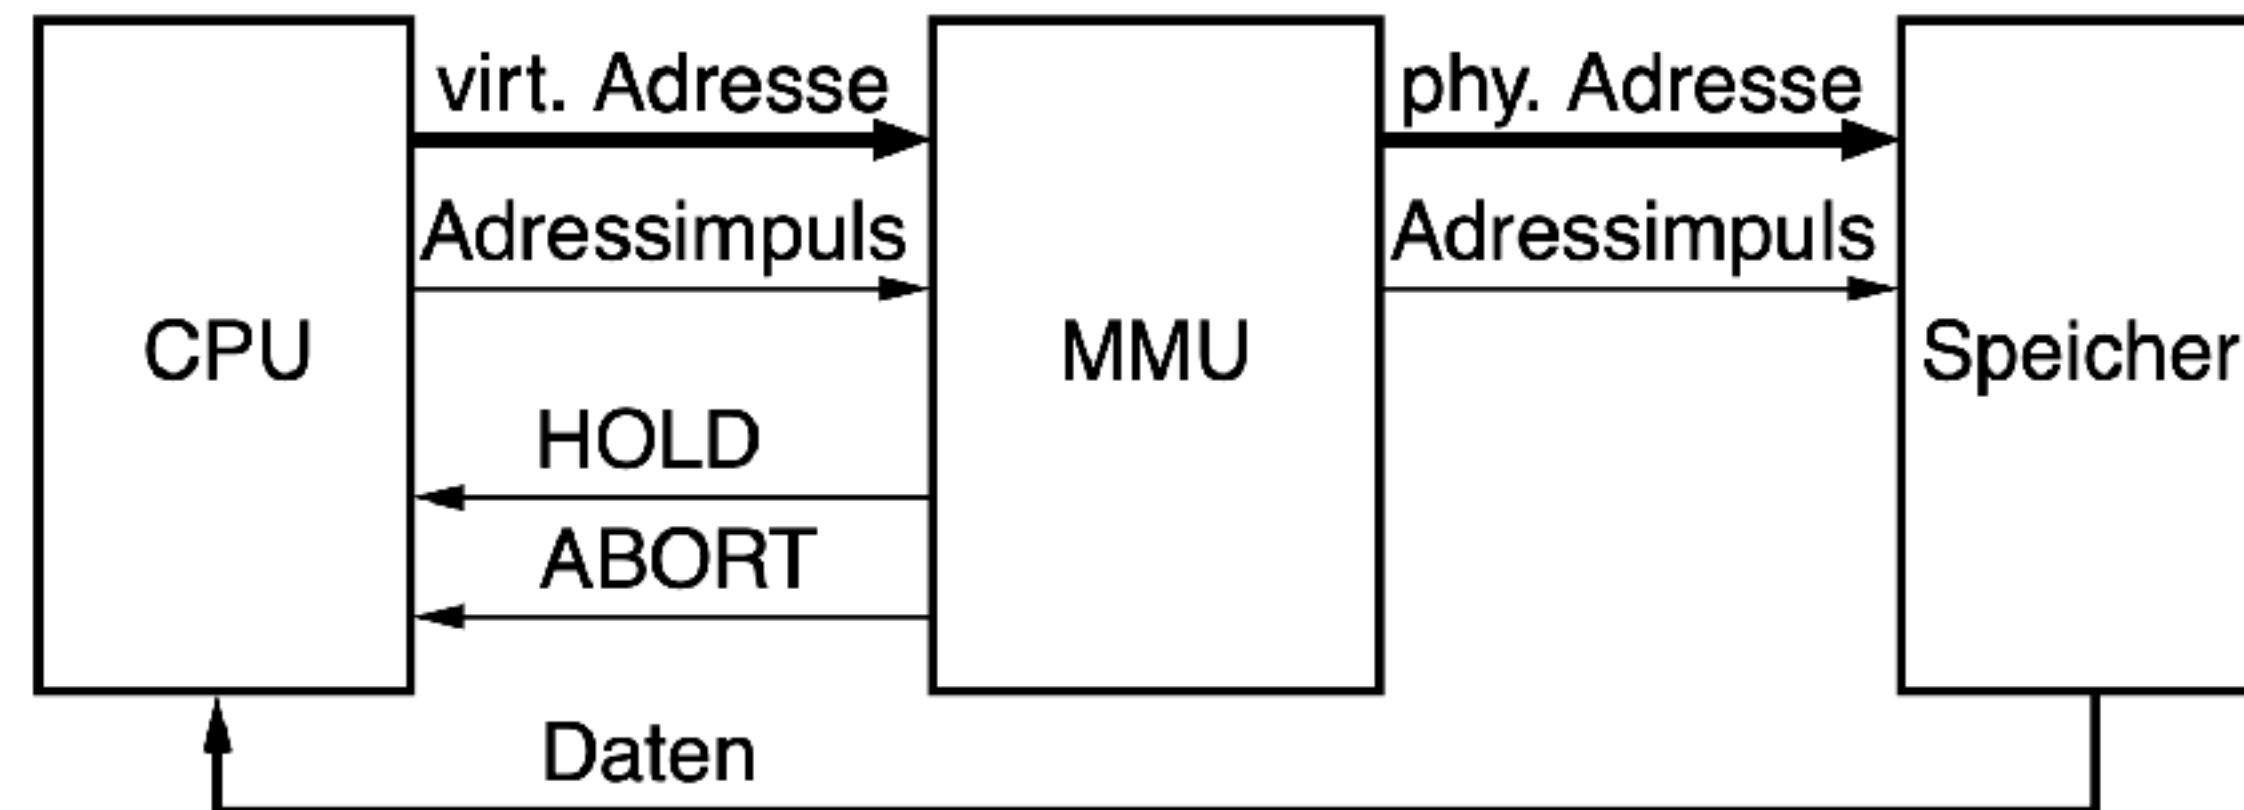 virt. Adresse
phy. Adresse
Adressimpuls
Adressimpuls
CPU
MMU
Speicher
HOLD
ABORT
Daten